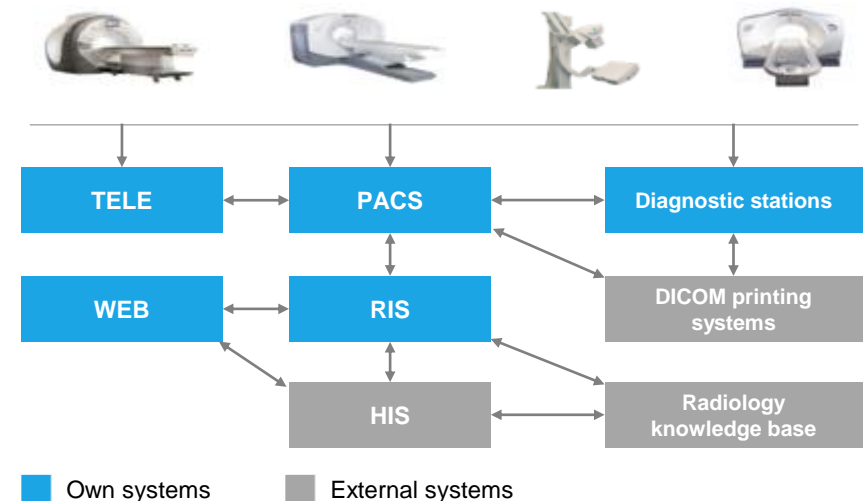 TELE
PACS
Diagnostic stations
WEB
RIS
DICOM printing
systems
HIS
Radiology
knowledge base
Own systems
External systems